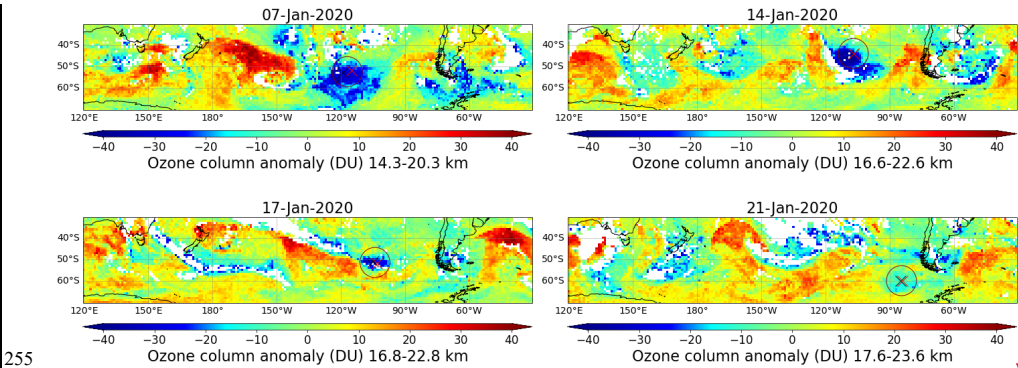 07-Jan-2020
14-Jan-2020
40°S
50°S
60°S
120°E 150°E 180° 150°W 120°W 90°W 60°W
−40 −30 −20 −10 0 10 20 30 40
Ozone column anomaly (DU) 14.3-20.3 km
40°S
50°S
60°S
120°E 150°E 180° 150°W 120°W 90°W 60°W
−40 −30 −20 −10 0 10 20 30 40
Ozone column anomaly (DU) 16.6-22.6 km
17-Jan-2020
21-Jan-2020
40°S
50°S
60°S
120°E 150°E 180° 150°W 120°W 90°W 60°W
−40 −30 −20 −10 0 10 20 30 40
Ozone column anomaly (DU) 16.8-22.8 km
40°S
50°S
60°S
120°E 150°E 180° 150°W 120°W 90°W 60°W
−40 −30 −20 −10 0 10 20 30 40
Ozone column anomaly (DU) 17.6-23.6 km
255